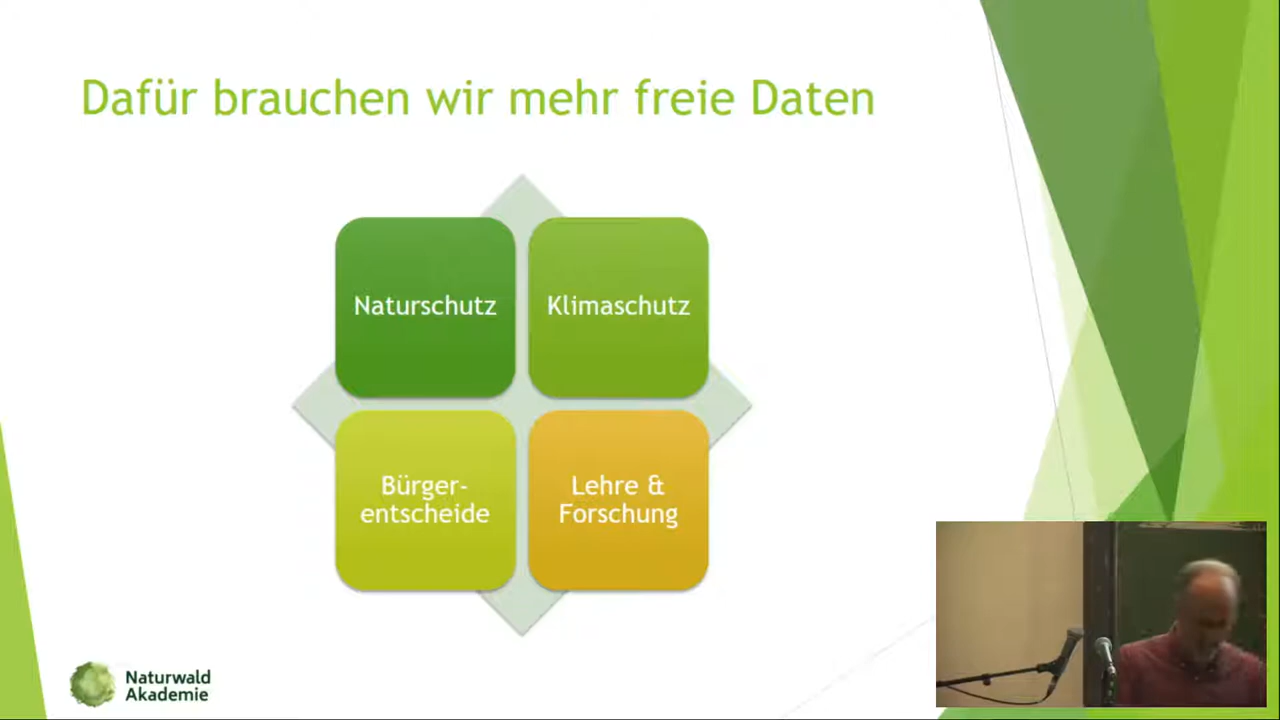 Dafür brauchen wir mehr freie Daten
Naturschutz
Klimaschutz
Bürger-
entscheide
Lehre &
Forschung
Naturwald
Akademie